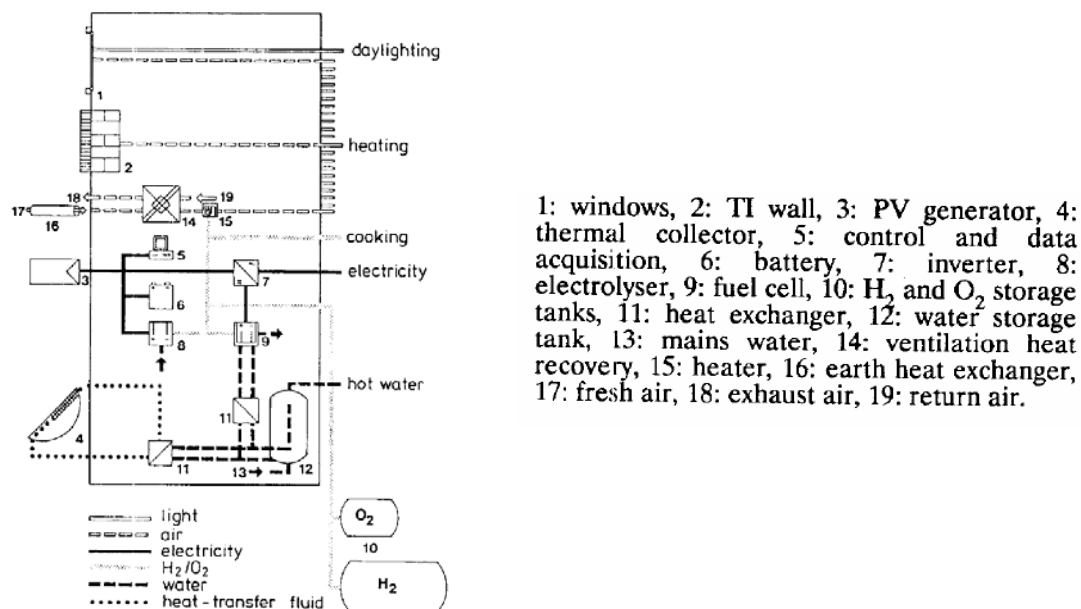 daylighting
1
heating
2
18
19
17
16
14
15
cooking
5
electricity
3
7
6
8
9
hot water
11
4
11
13
12
O2
10
H2
light
air
electricity
H2/O2
water
heat-transfer fluid
1: windows, 2: TI wall, 3: PV generator, 4:
thermal collector, 5: control and data
acquisition, 6: battery, 7: inverter, 8:
electrolyser, 9: fuel cell, 10: H2 and O2 storage
tanks, 11: heat exchanger, 12: water storage
tank, 13: mains water, 14: ventilation heat
recovery, 15: heater, 16: earth heat exchanger,
17: fresh air, 18: exhaust air, 19: return air.